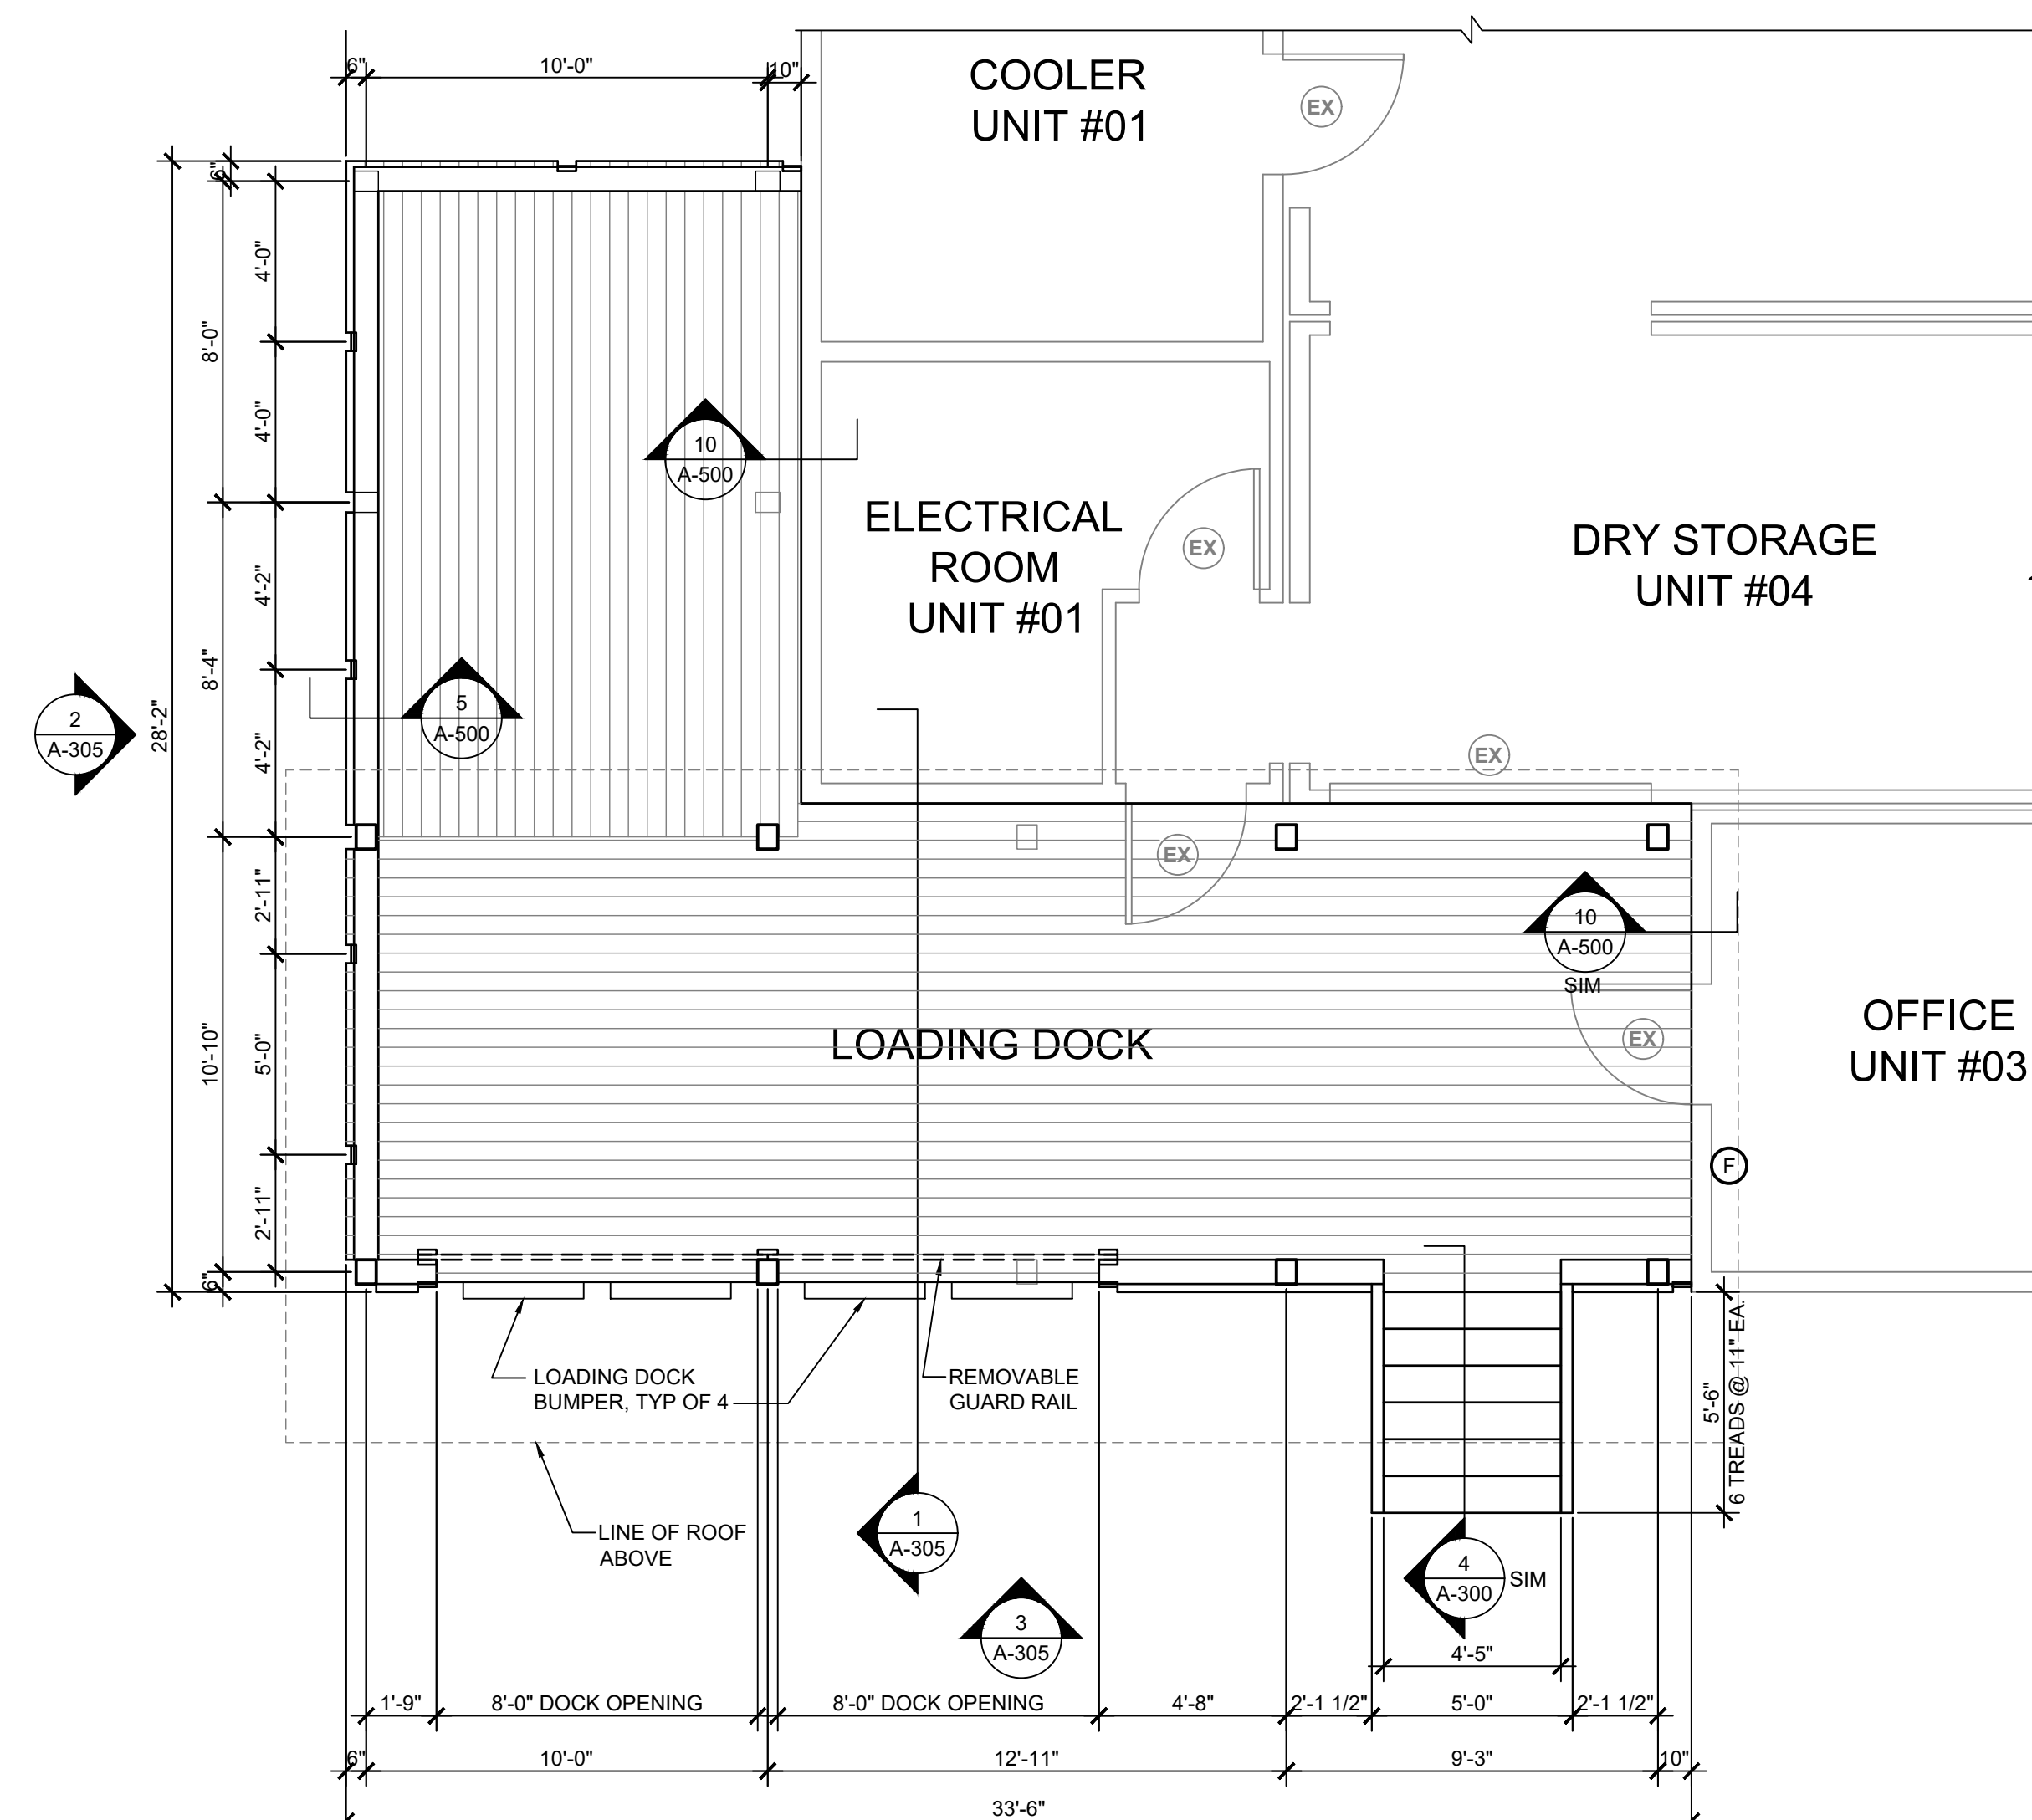 6"
10'-0"
10"
COOLER
UNIT #01
EX
6"
4'-0"
8'-0"
4'-0"
10
A-500
ELECTRICAL
ROOM
UNIT #01
EX
DRY STORAGE
UNIT #04
4'-2"
8'-4"
28'-2"
2
A-305
5
A-500
4'-2"
EX
EX
2'-11"
10
A-500
SIM
5'-0"
10'-10"
LOADING DOCK
EX
OFFICE
UNIT #03
F
2'-11"
6"
LOADING DOCK
BUMPER, TYP OF 4
REMOVABLE
GUARD RAIL
5'-6"
6 TREADS @ 11" EA.
LINE OF ROOF
ABOVE
1
A-305
4
A-300
SIM
3
A-305
4'-5"
1'-9"
8'-0" DOCK OPENING
8'-0" DOCK OPENING
4'-8"
2'-1 1/2"
5'-0"
2'-1 1/2"
6"
10'-0"
12'-11"
9'-3"
10"
33'-6"